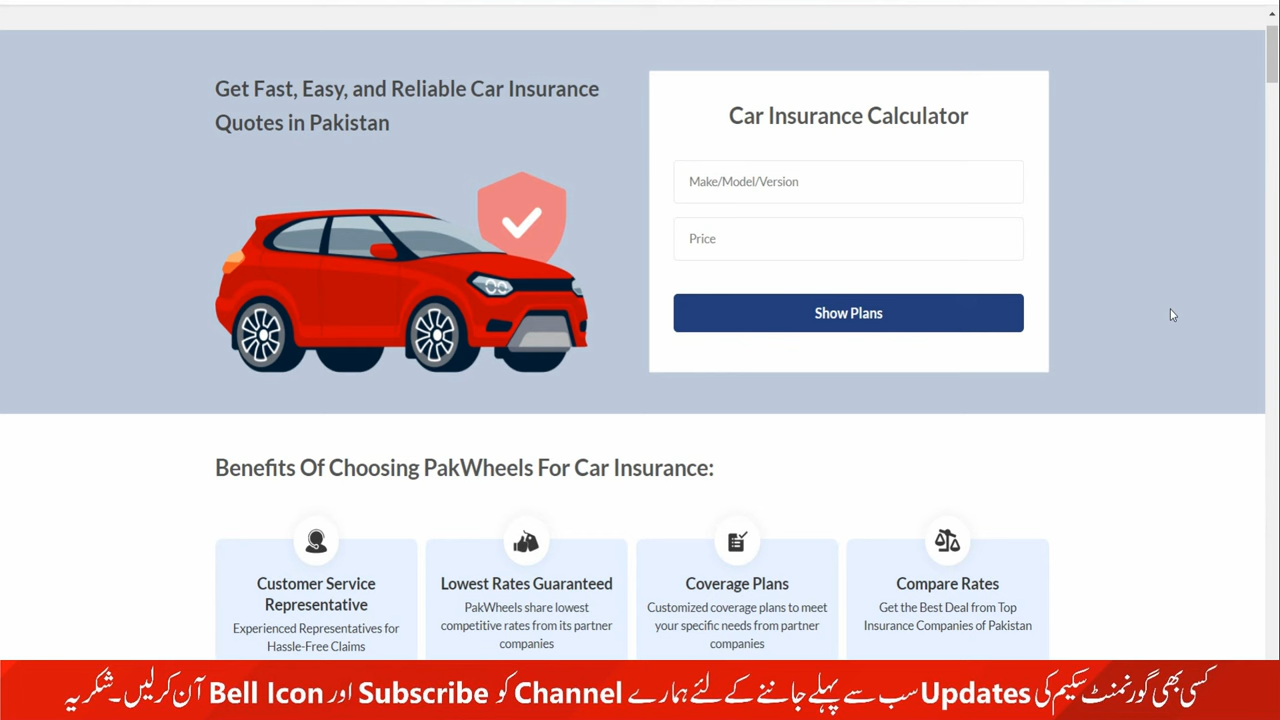 Get Fast, Easy, and Reliable Car Insurance
Quotes in Pakistan
Car Insurance Calculator
Make/Model/Version
Price
Show Plans
Benefits Of Choosing PakWheels For Car Insurance:
Customer Service
Representative
Experienced Representatives for
Hassle-Free Claims
Lowest Rates Guaranteed
PakWheels share lowest
competitive rates from its partner
companies
Coverage Plans
Customized coverage plans to meet
your specific needs from partner
companies
Compare Rates
Get the Best Deal from Top
Insurance Companies of Pakistan
کسی بھی گورنمنٹ سکیم کی Updates سب سے پہلے جاننے کے لئے ہمارے Channel کو Subscribe اور Bell Icon آن کرلیں۔ شکریہ